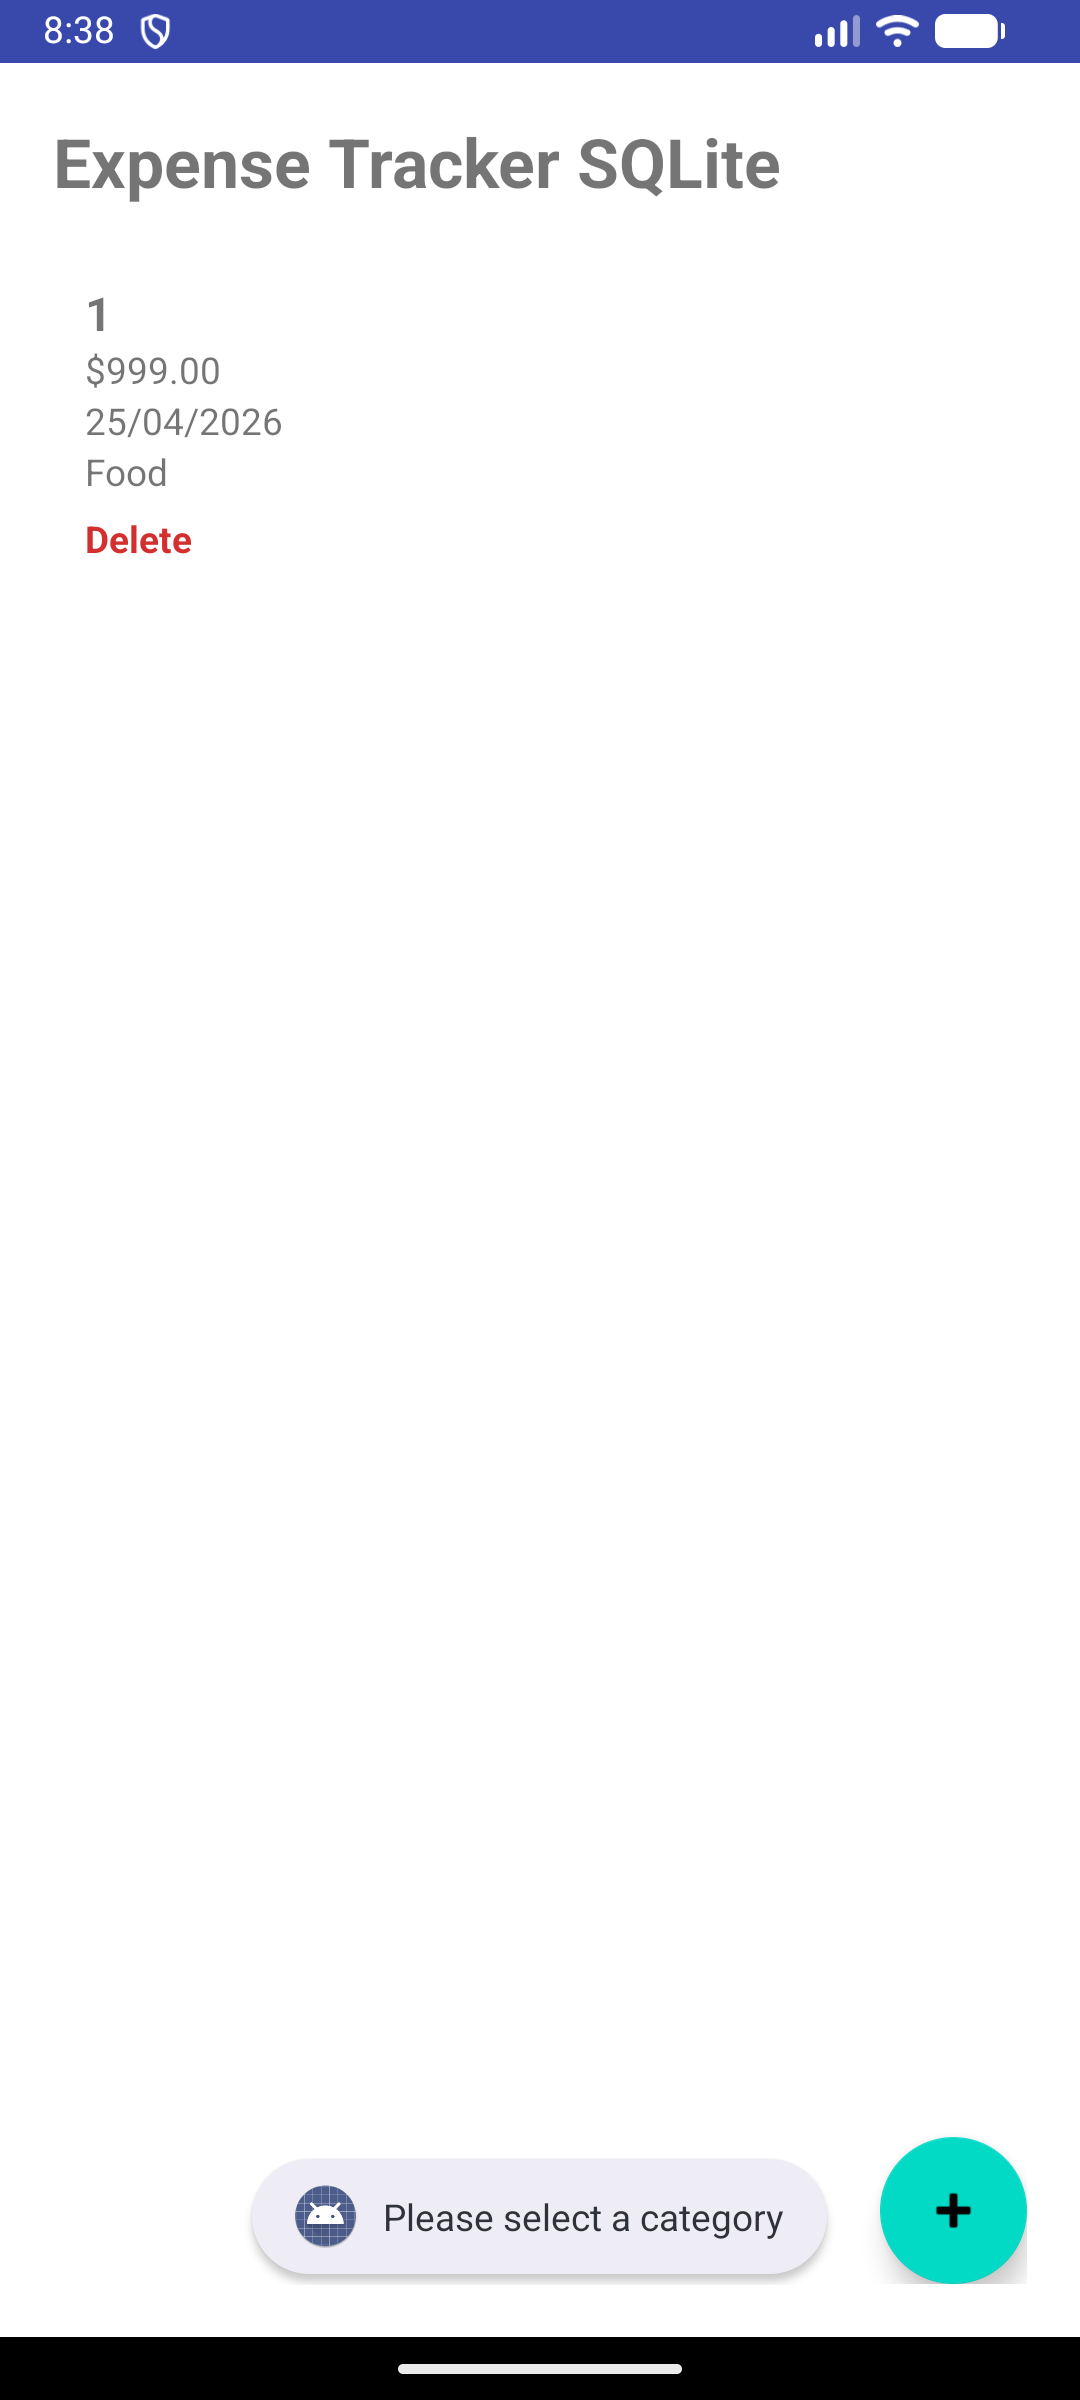 8:38
Expense Tracker SQLite
1
$999.00
25/04/2026
Food
Delete
Please select a category
+